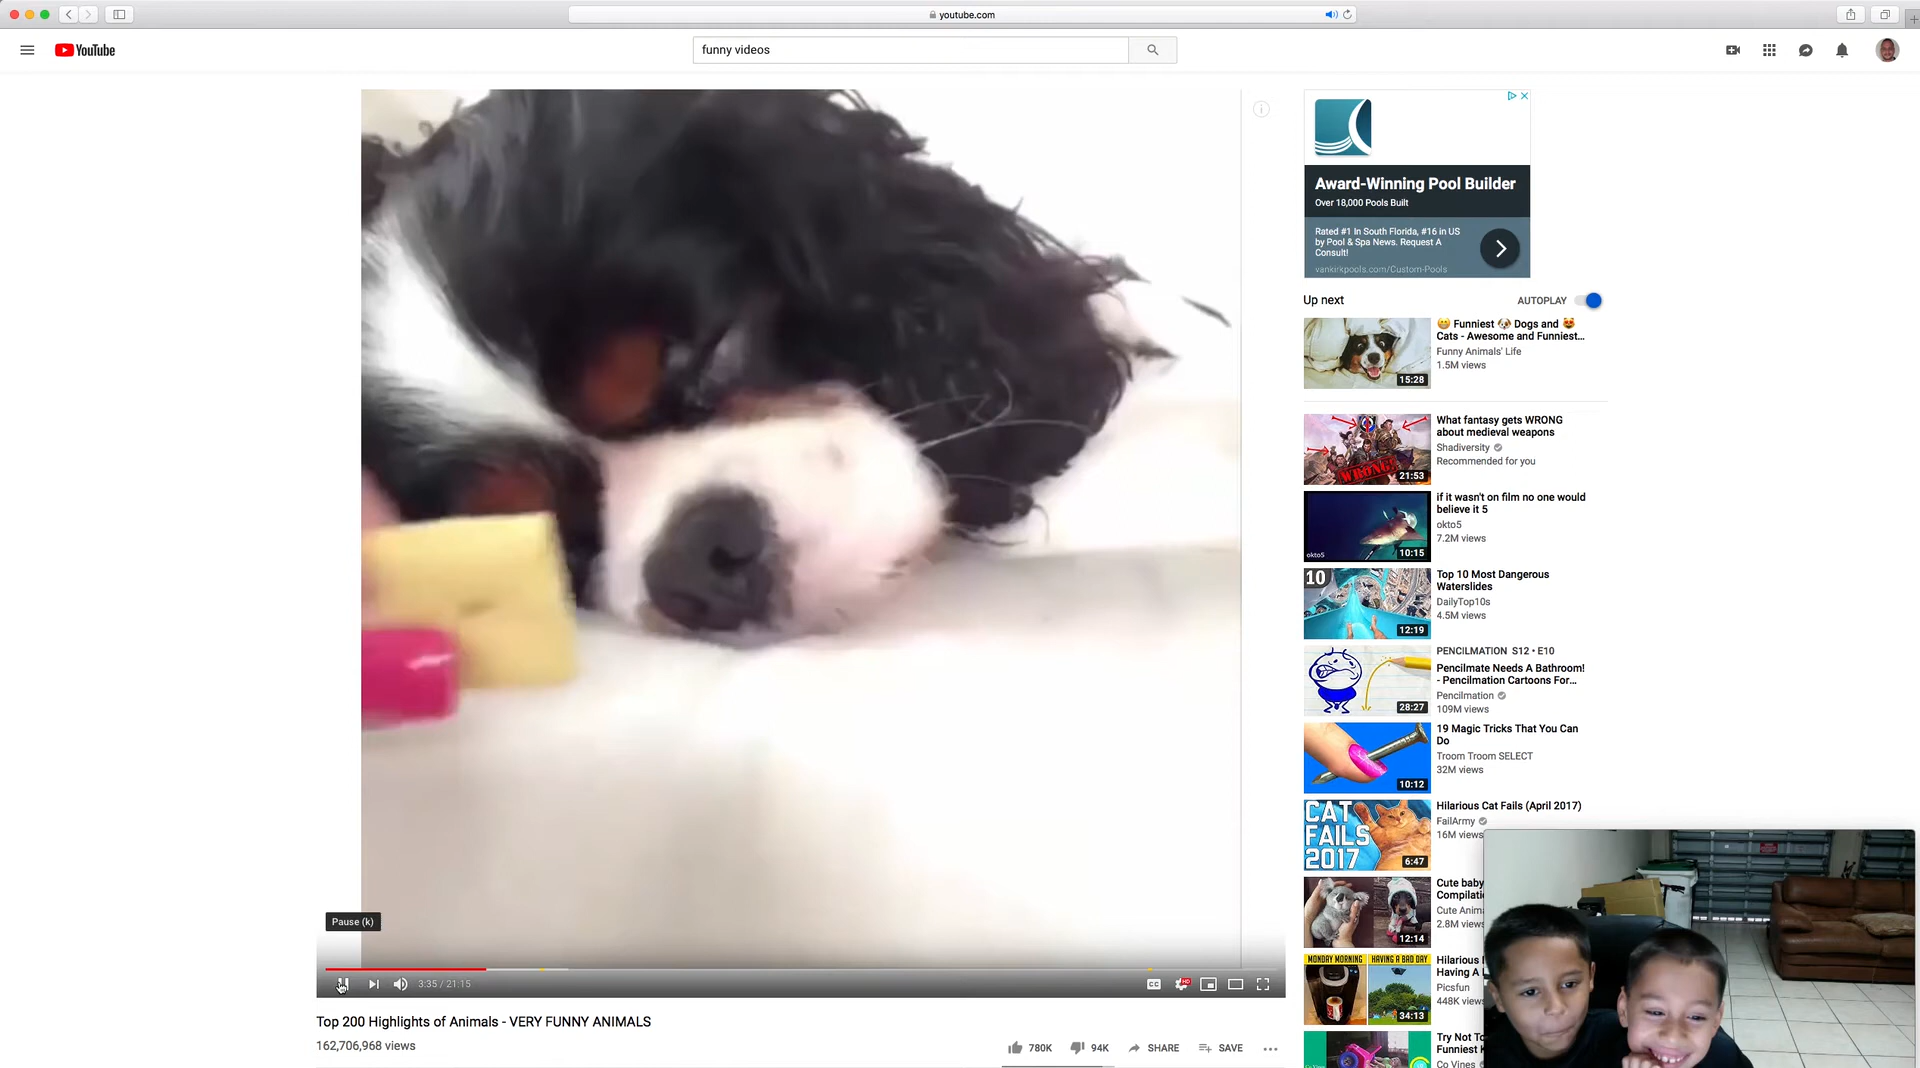 youtube.com
YouTube
funny videos
Award-Winning Pool Builder
Over 18,000 Pools Built
Rated #1 In South Florida, #16 in US
by Pool & Spa News. Request A
Consult!
vankirkpools.com/Custom-Pools
Up next
AUTOPLAY
Funniest Dogs and
Cats - Awesome and Funniest...
Funny Animals' Life
1.5M views
15:28
What fantasy gets WRONG
about medieval weapons
Shadiversity
Recommended for you
WRONG!
21:53
if it wasn't on film no one would
believe it 5
okto5
7.2M views
okto5
10:15
10
Top 10 Most Dangerous
Waterslides
DailyTop10s
4.5M views
12:19
PENCILMATION S12 • E10
Pencilmate Needs A Bathroom!
- Pencilmation Cartoons For...
Pencilmation
109M views
28:27
19 Magic Tricks That You Can
Do
Troom Troom SELECT
32M views
10:12
CAT
FAILS
2017
6:47
Hilarious Cat Fails (April 2017)
FailArmy
16M views
Cute baby
Compilati
Cute Anim
2.8M views
12:14
MONDAY MORNING
HAVING A BAD DAY
34:13
Hilarious
Having A
Picsfun
448K views
Try Not To
Funniest
Co Vines
Pause (k)
3:35 / 21:15
CC
HD
Top 200 Highlights of Animals - VERY FUNNY ANIMALS
162,706,968 views
780K
94K
SHARE
SAVE